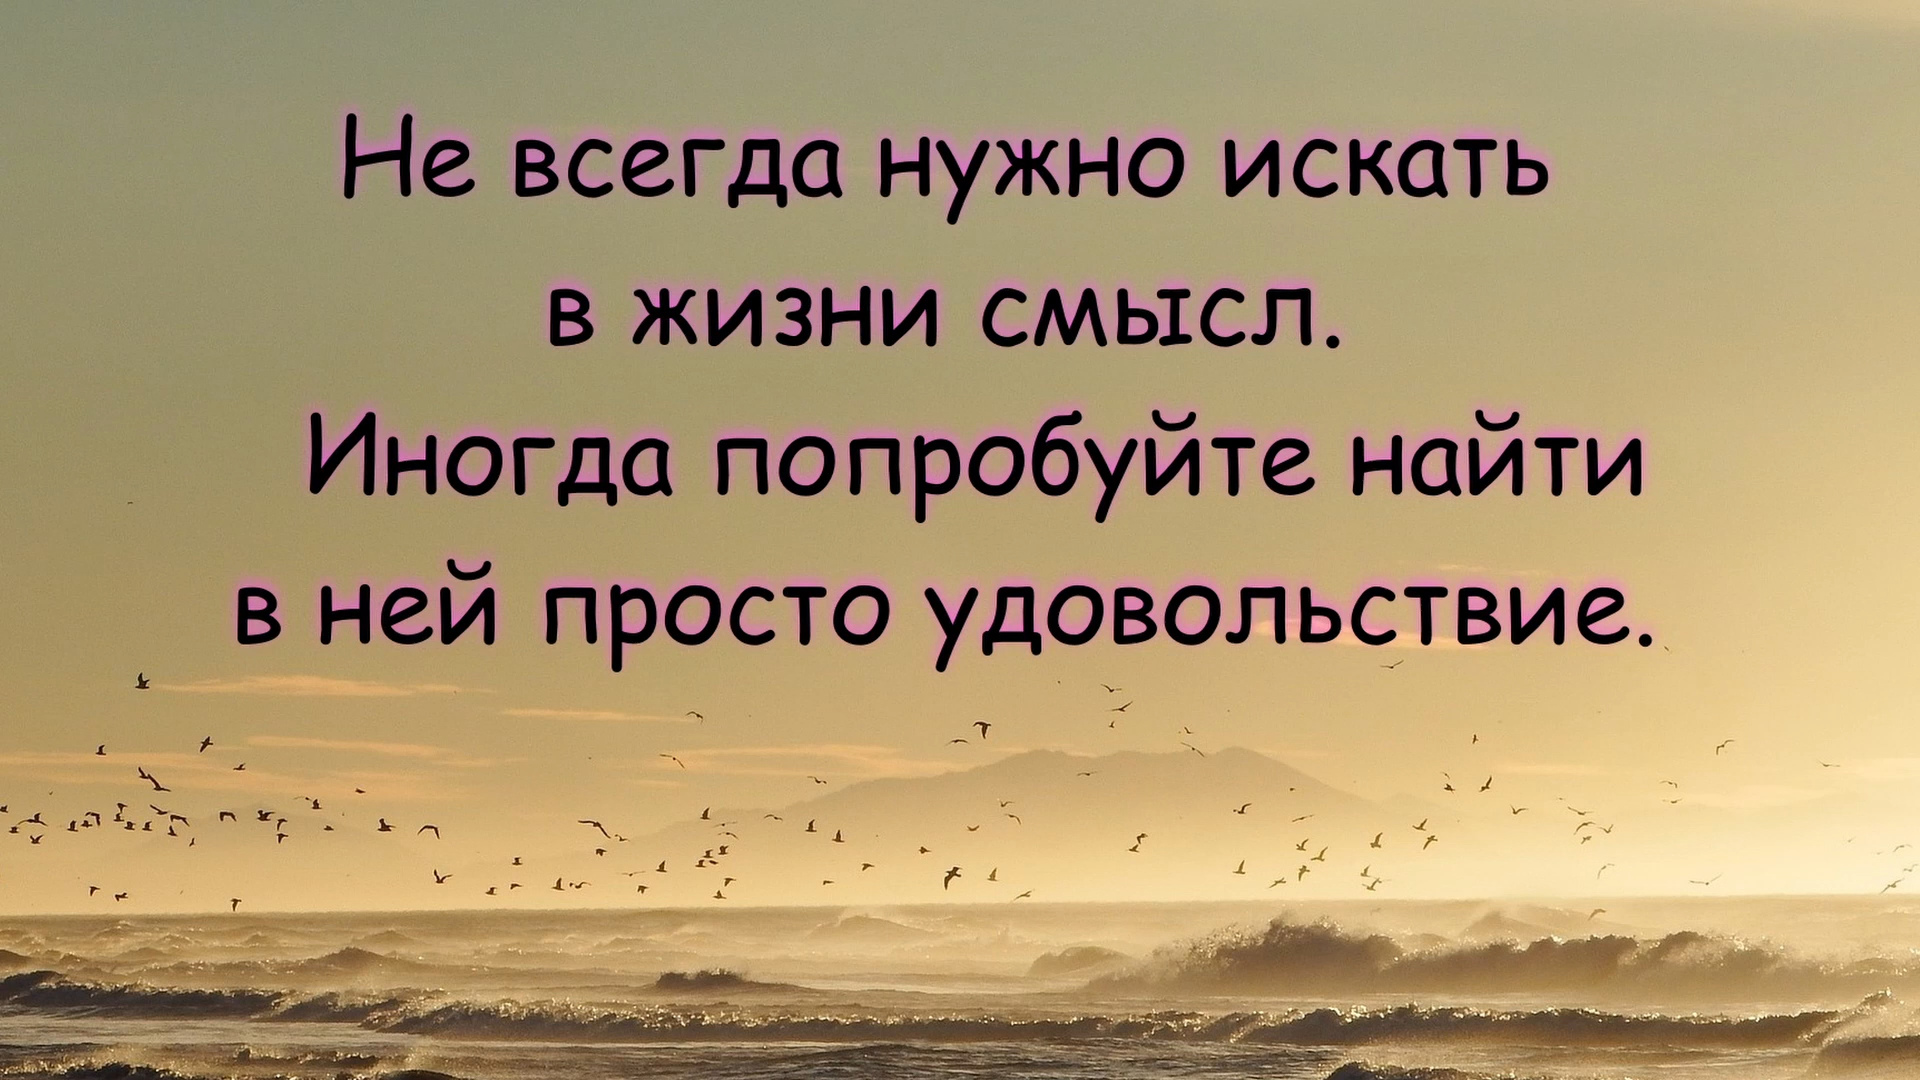 Не всегда нужно искать
в жизни смысл.
Иногда попробуйте найти
в ней просто удовольствие.